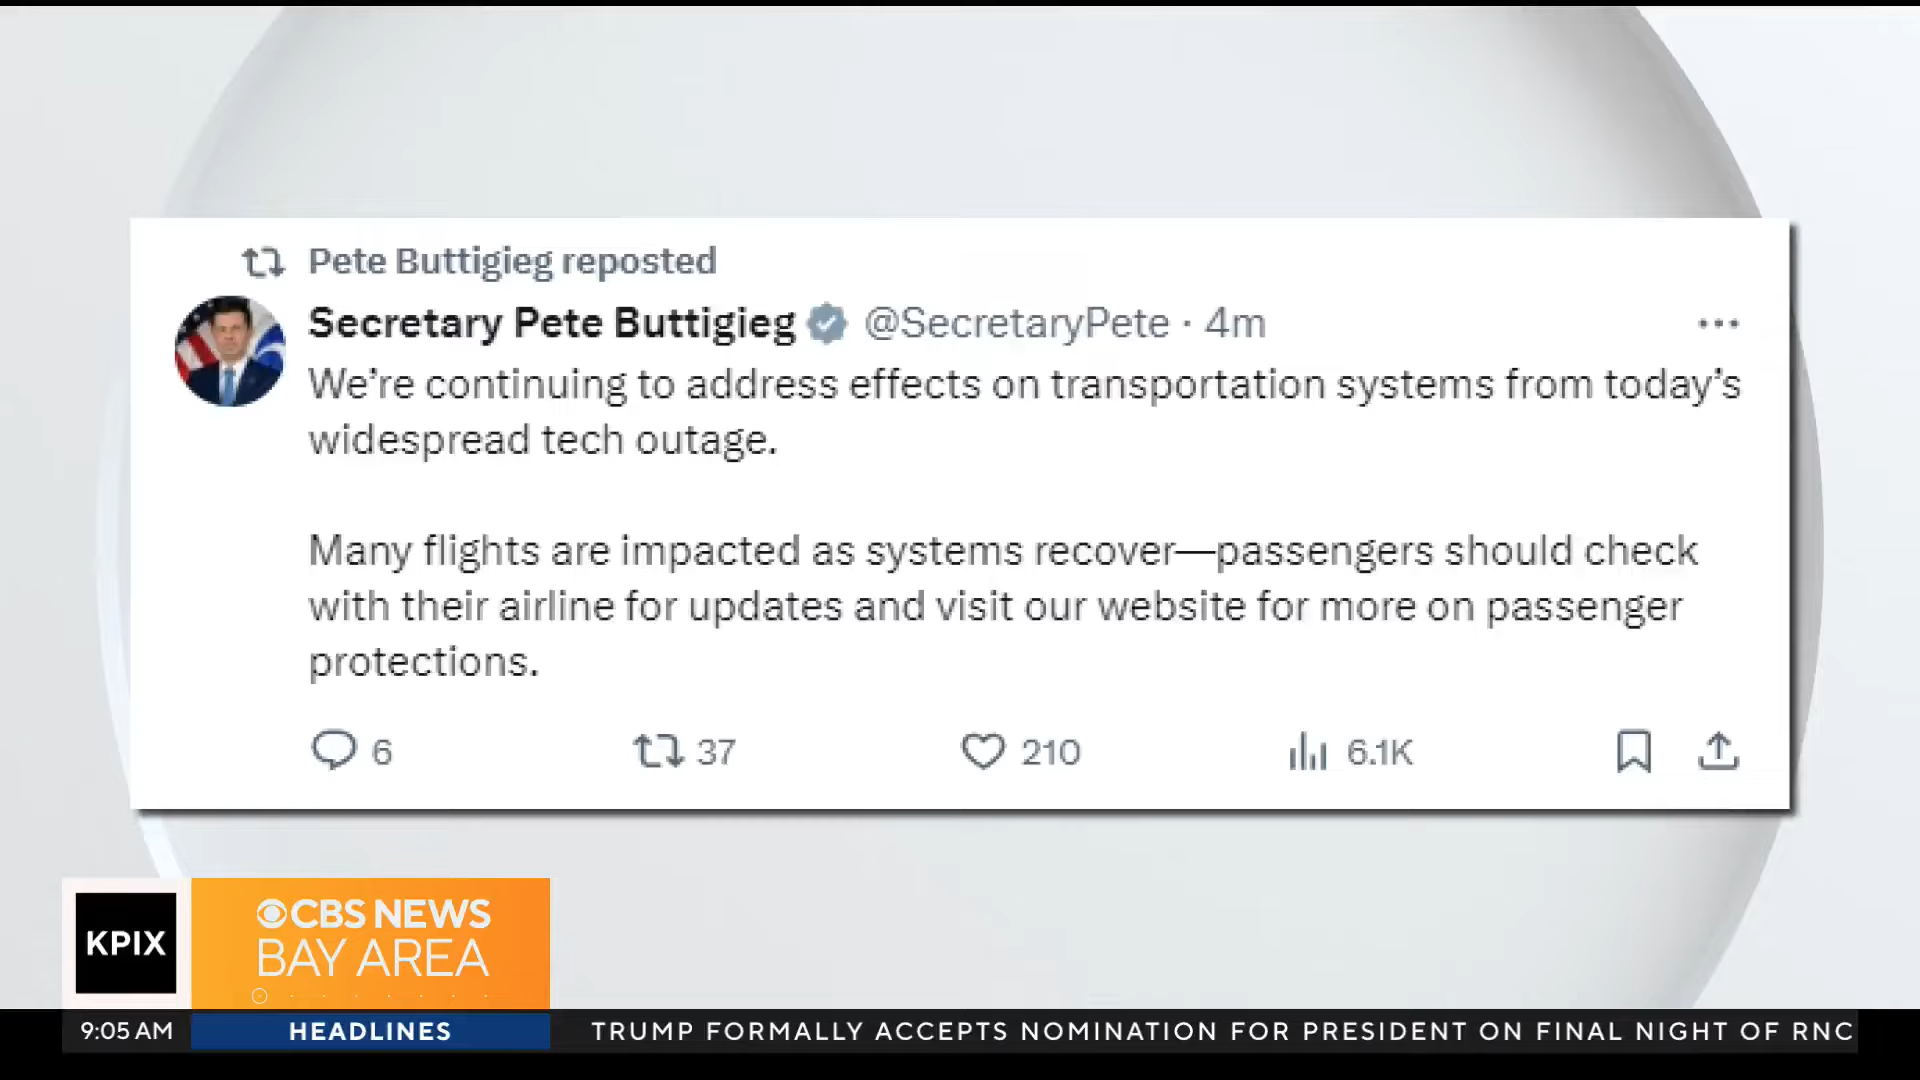 Pete Buttigieg reposted
Secretary Pete Buttigieg @SecretaryPete · 4m
We’re continuing to address effects on transportation systems from today’s
widespread tech outage.
Many flights are impacted as systems recover—passengers should check
with their airline for updates and visit our website for more on passenger
protections.
6 37 210 6.1K
KPIX
CBS NEWS
BAY AREA
9:05 AM HEADLINES TRUMP FORMALLY ACCEPTS NOMINATION FOR PRESIDENT ON FINAL NIGHT OF RNC